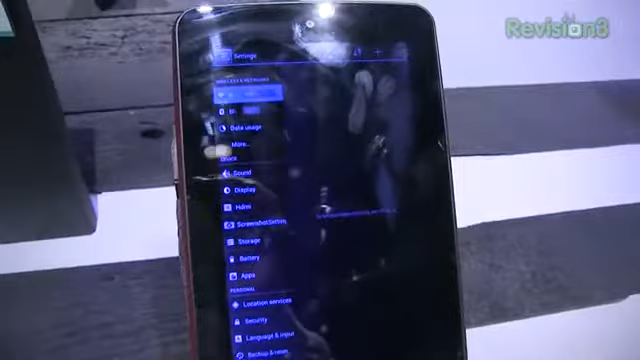 Revision3
Settings
WIRELESS & NETWORKS
Data usage
More...
Sound
Display
Hdmi
ScreenshotSetting
Storage
Battery
Apps
PERSONAL
Location services
Security
Language & input
Backup & reset